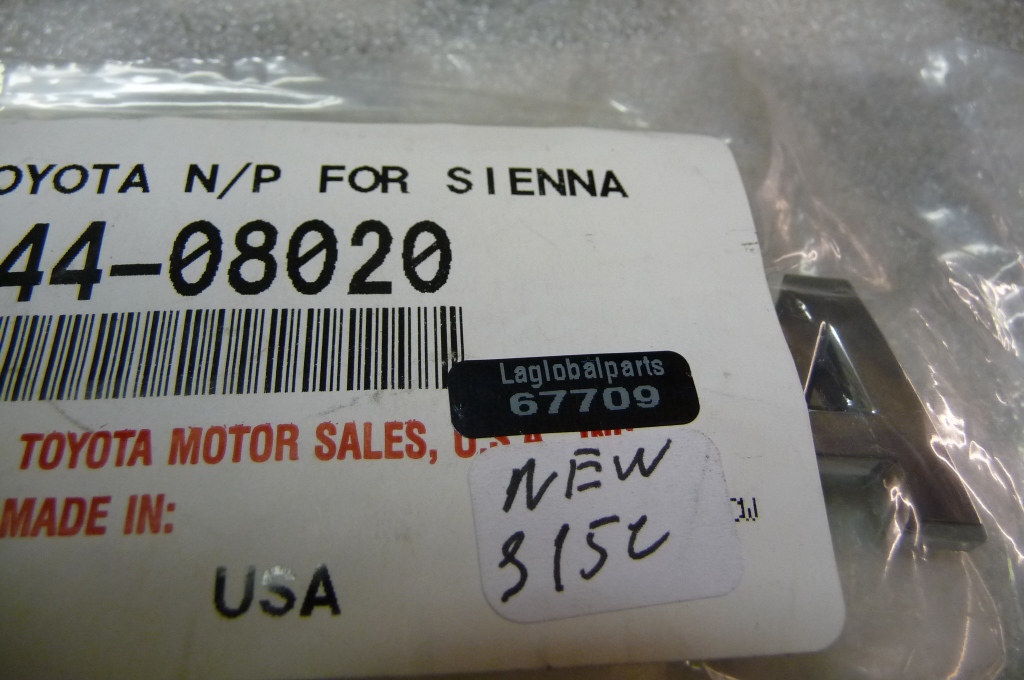 OYOTA N/P FOR SIENNA
44-08020
Laglobalparts
67709
TOYOTA MOTOR SALES, U.S.A.
NEW
MADE IN:
USA
A